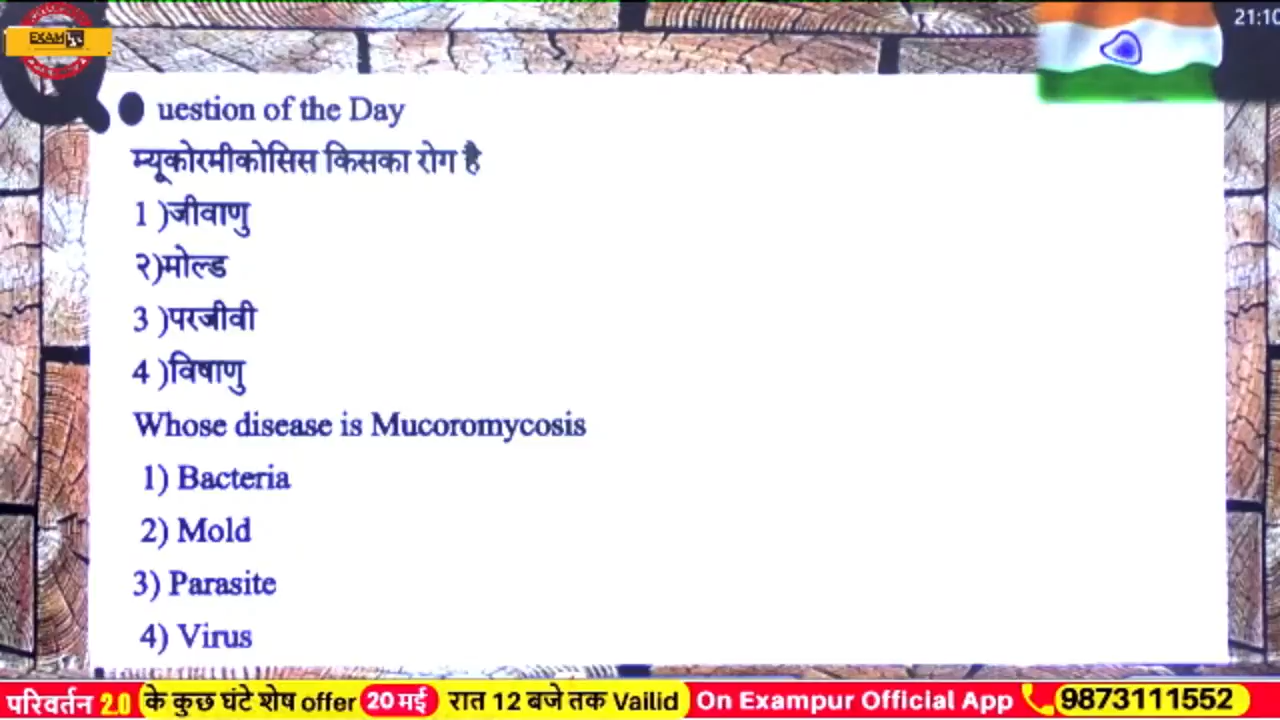 EXAM
21:10
uestion of the Day
म्यूकोरमीकोसिस किसका रोग है
1 )जीवाणु
२)मोल्ड
3 )परजीवी
4 )विषाणु
Whose disease is Mucoromycosis
1) Bacteria
2) Mold
3) Parasite
4) Virus
परिवर्तन 2.0 के कुछ घंटे शेष offer 20 मई रात 12 बजे तक Vailid On Exampur Official App 9873111552